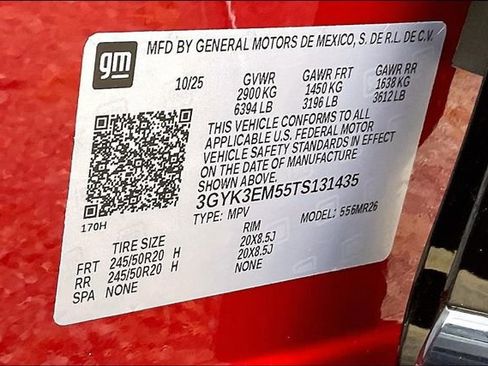 gm
MFD BY GENERAL MOTORS DE MEXICO, S. DE R.L. DE C.V.
10/25 GVWR GAWR FRT GAWR RR
2900 KG 1450 KG 1638 KG
6394 LB 3196 LB 3612 LB
THIS VEHICLE CONFORMS TO ALL
APPLICABLE U.S. FEDERAL MOTOR
VEHICLE SAFETY STANDARDS IN EFFECT
ON THE DATE OF MANUFACTURE
SHOWN ABOVE.
3GYK3EM55TS131435
170H TYPE: MPV MODEL: 556MR26
TIRE SIZE RIM
FRT 245/50R20 H 20X8.5J
RR 245/50R20 H 20X8.5J
SPA NONE NONE